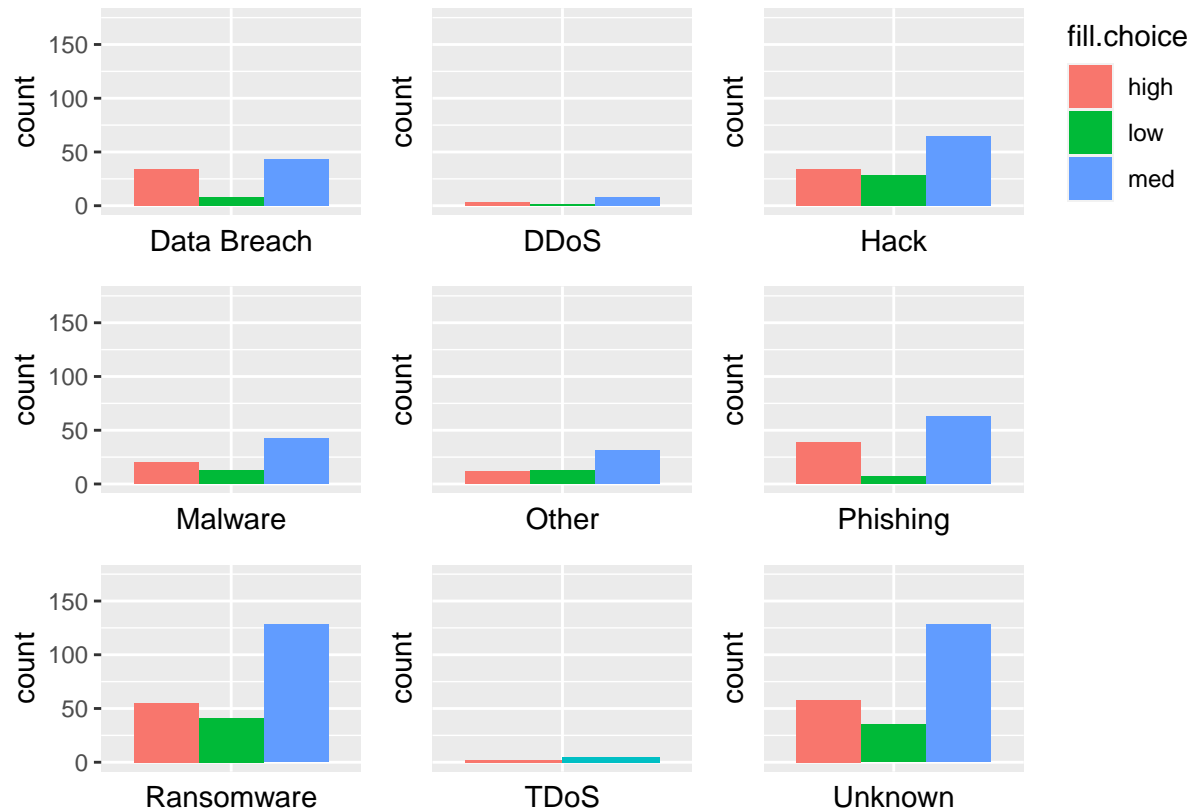 fill.choice
high
low
med
150
100
50
0
count
Data Breach
count
DDoS
count
Hack
150
100
50
0
count
Malware
count
Other
count
Phishing
150
100
50
0
count
Ransomware
count
TDoS
count
Unknown